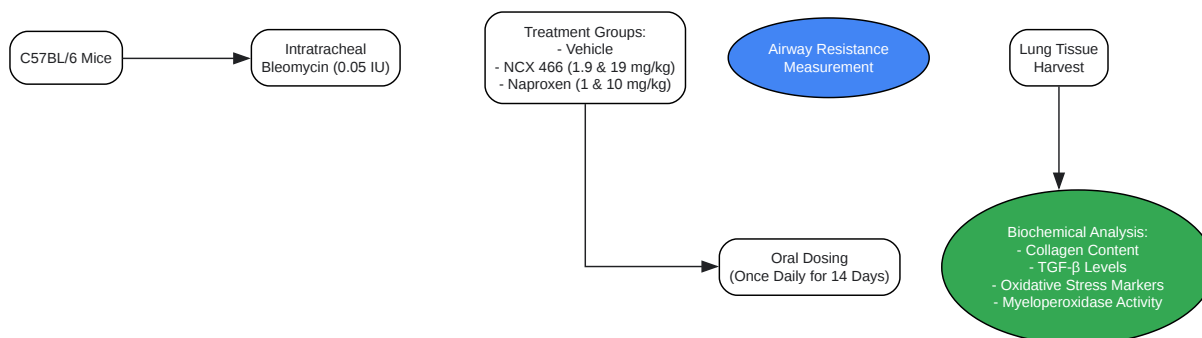 C57BL/6 Mice
Intratracheal
Bleomycin (0.05 IU)
Treatment Groups:
- Vehicle
- NCX 466 (1.9 & 19 mg/kg)
- Naproxen (1 & 10 mg/kg)
Airway Resistance
Measurement
Lung Tissue
Harvest
Oral Dosing
(Once Daily for 14 Days)
Biochemical Analysis:
- Collagen Content
- TGF-β Levels
- Oxidative Stress Markers
- Myeloperoxidase Activity